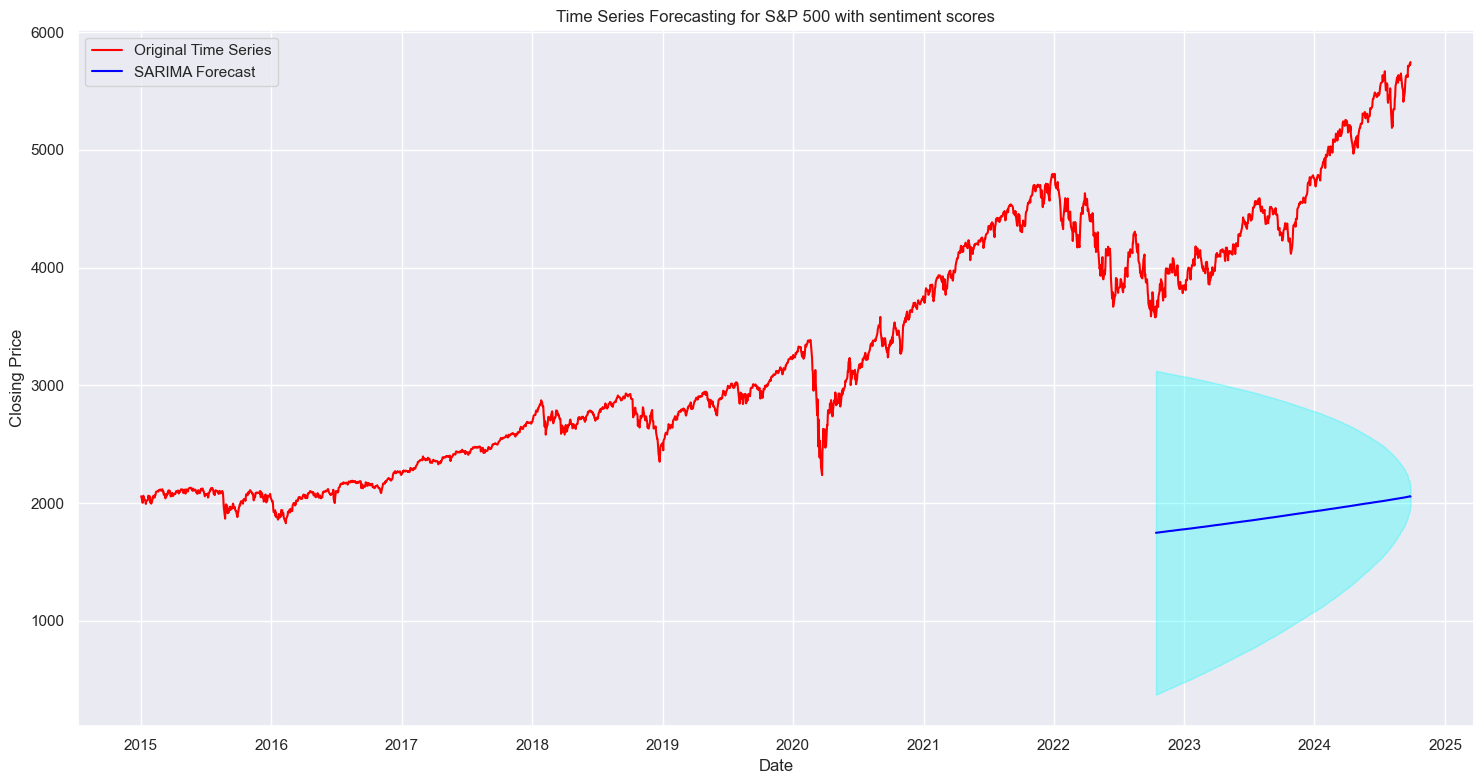 Time Series Forecasting for S&P 500 with sentiment scores
Original Time Series
SARIMA Forecast
6000
5000
4000
3000
2000
1000
Closing Price
2015 2016 2017 2018 2019 2020 2021 2022 2023 2024 2025
Date